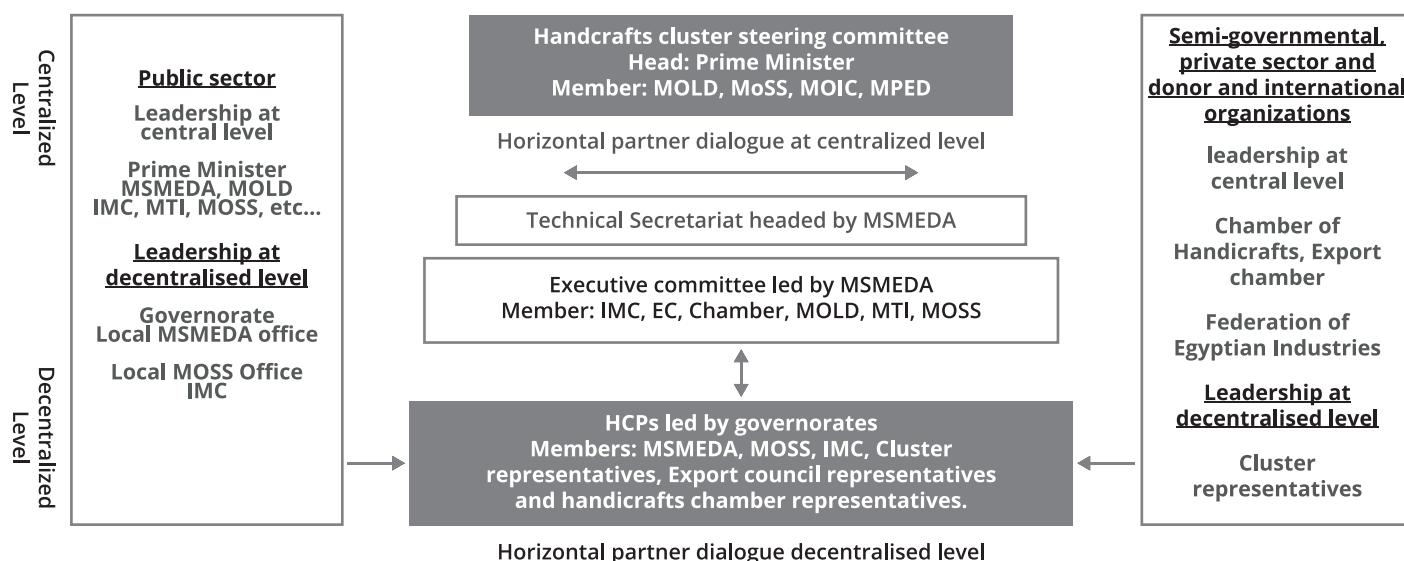 Centralized
Level
Decentralized
Level
Public sector
Leadership at
central level
Prime Minister
MSMEDA, MOLD
IMC, MTI, MOSS, etc...
Leadership at
decentralised level
Governorate
Local MSMEDA office
Local MOSS Office
IMC
Handcrafts cluster steering committee
Head: Prime Minister
Member: MOLD, MoSS, MOIC, MPED
Horizontal partner dialogue at centralized level
Technical Secretariat headed by MSMEDA
Executive committee led by MSMEDA
Member: IMC, EC, Chamber, MOLD, MTI, MOSS
HCPs led by governorates
Members: MSMEDA, MOSS, IMC, Cluster
representatives, Export council representatives
and handicrafts chamber representatives.
Horizontal partner dialogue decentralised level
Semi-governmental,
private sector and
donor and international
organizations
leadership at
central level
Chamber of
Handicrafts, Export
chamber
Federation of
Egyptian Industries
Leadership at
decentralised level
Cluster
representatives